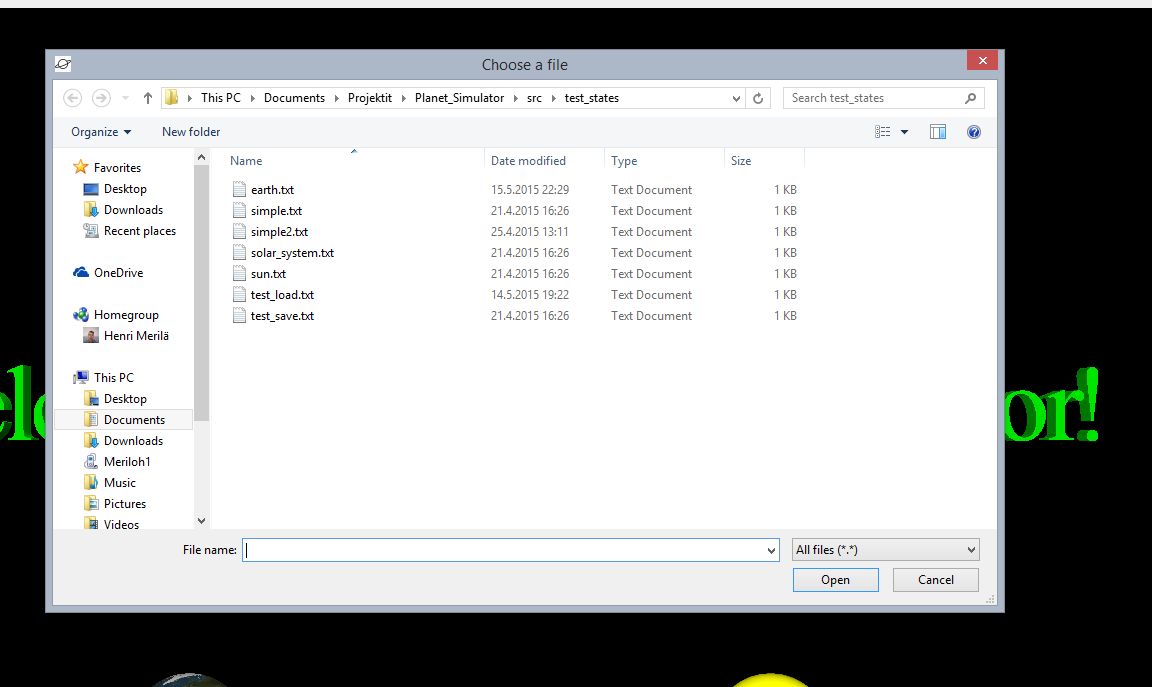 Choose a file
This PC Documents Projektit Planet_Simulator src test_states
Search test_states
Organize New folder
Name Date modified Type Size
Favorites
Desktop
Downloads
Recent places
OneDrive
Homegroup
Henri Merilä
This PC
Desktop
Documents
Downloads
Meriloh1
Music
Pictures
Videos
earth.txt 15.5.2015 22:29 Text Document 1 KB
simple.txt 21.4.2015 16:26 Text Document 1 KB
simple2.txt 25.4.2015 13:11 Text Document 1 KB
solar_system.txt 21.4.2015 16:26 Text Document 1 KB
sun.txt 21.4.2015 16:26 Text Document 1 KB
test_load.txt 14.5.2015 19:22 Text Document 1 KB
test_save.txt 21.4.2015 16:26 Text Document 1 KB
or!
File name: All files (*.*)
Open Cancel